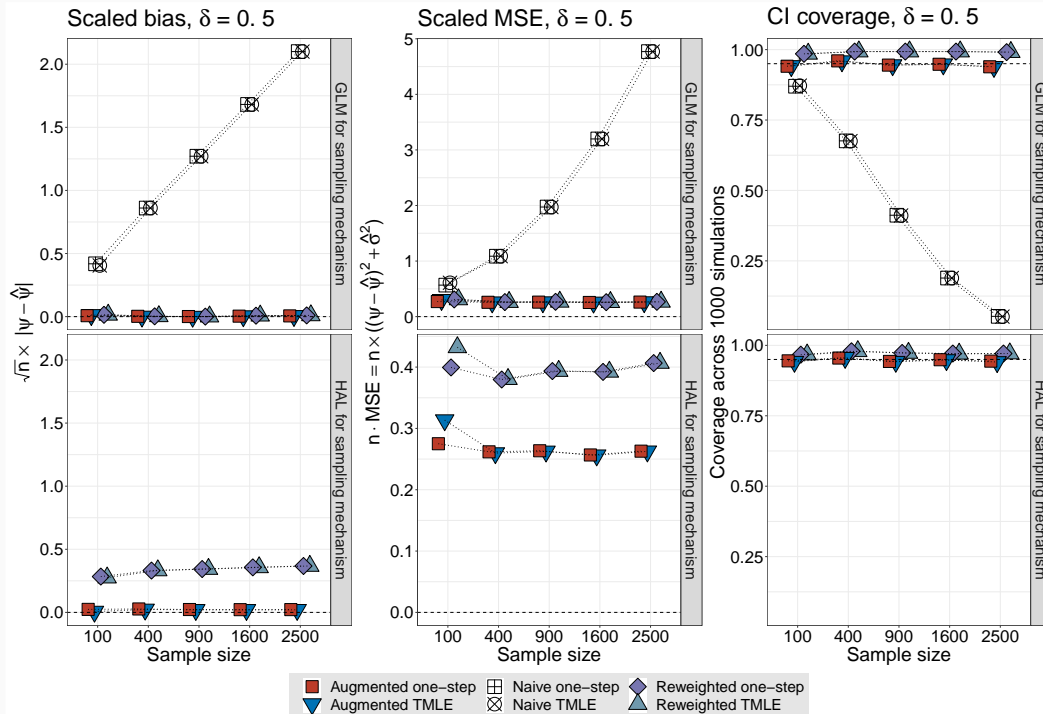 Scaled bias, δ = 0. 5
Scaled MSE, δ = 0. 5
CI coverage, δ = 0. 5
√n × |ψ − ψ̂|
2.0
1.5
1.0
0.5
0.0
GLM for sampling mechanism
2.0
1.5
1.0
0.5
0.0
HAL for sampling mechanism
100
400
900
1600
2500
Sample size
n · MSE = n × ((ψ − ψ̂)² + σ̂²)
5
4
3
2
1
0
GLM for sampling mechanism
0.4
0.3
0.2
0.1
0.0
HAL for sampling mechanism
100
400
900
1600
2500
Sample size
Coverage across 1000 simulations
1.00
0.75
0.50
0.25
GLM for sampling mechanism
1.00
0.75
0.50
0.25
HAL for sampling mechanism
100
400
900
1600
2500
Sample size
Augmented one−step
Naive one−step
Reweighted one−step
Augmented TMLE
Naive TMLE
Reweighted TMLE